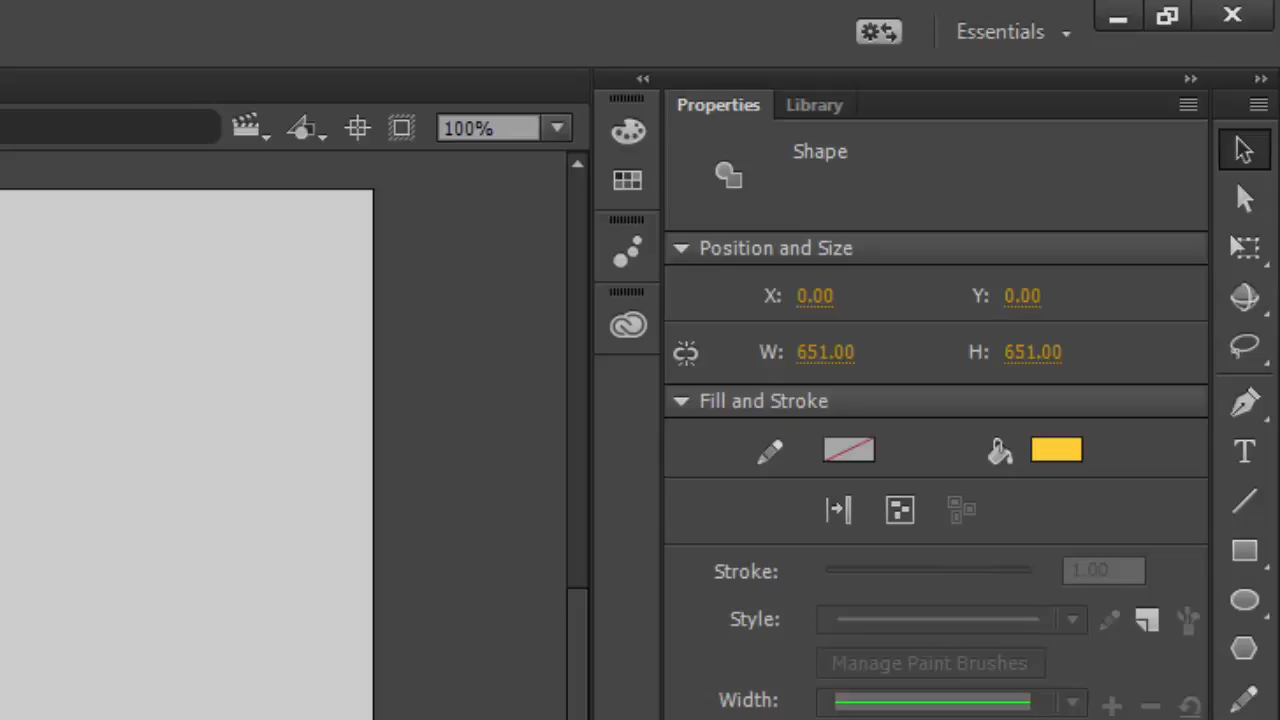 Essentials
Properties Library
100%
Shape
Position and Size
X: 0.00 Y: 0.00
W: 651.00 H: 651.00
Fill and Stroke
Stroke: 1.00
Style:
Manage Paint Brushes
Width: